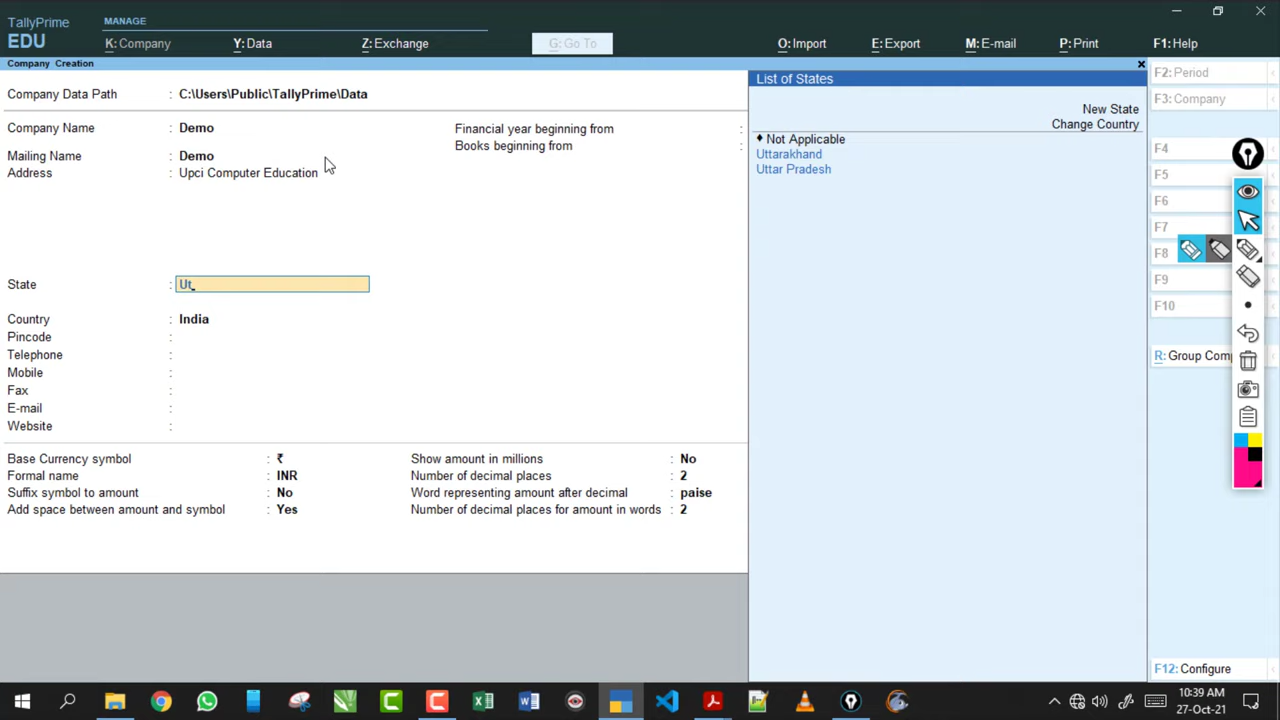 TallyPrime
EDU
MANAGE
K: Company
Y: Data
Z: Exchange
G: Go To
O: Import
E: Export
M: E-mail
P: Print
F1: Help
Company Creation
Company Data Path : C:\Users\Public\TallyPrime\Data
Company Name : Demo
Mailing Name : Demo
Address : Upci Computer Education
State : Ut
Country : India
Pincode :
Telephone :
Mobile :
Fax :
E-mail :
Website :
Financial year beginning from :
Books beginning from :
Base Currency symbol : ₹
Formal name : INR
Suffix symbol to amount : No
Add space between amount and symbol : Yes
Show amount in millions : No
Number of decimal places : 2
Word representing amount after decimal : paise
Number of decimal places for amount in words : 2
List of States
New State
Change Country
♦ Not Applicable
Uttarakhand
Uttar Pradesh
F2: Period
F3: Company
F4
F5
F6
F7
F8
F9
F10
R: Group Com
F12: Configure
10:39 AM
27-Oct-21